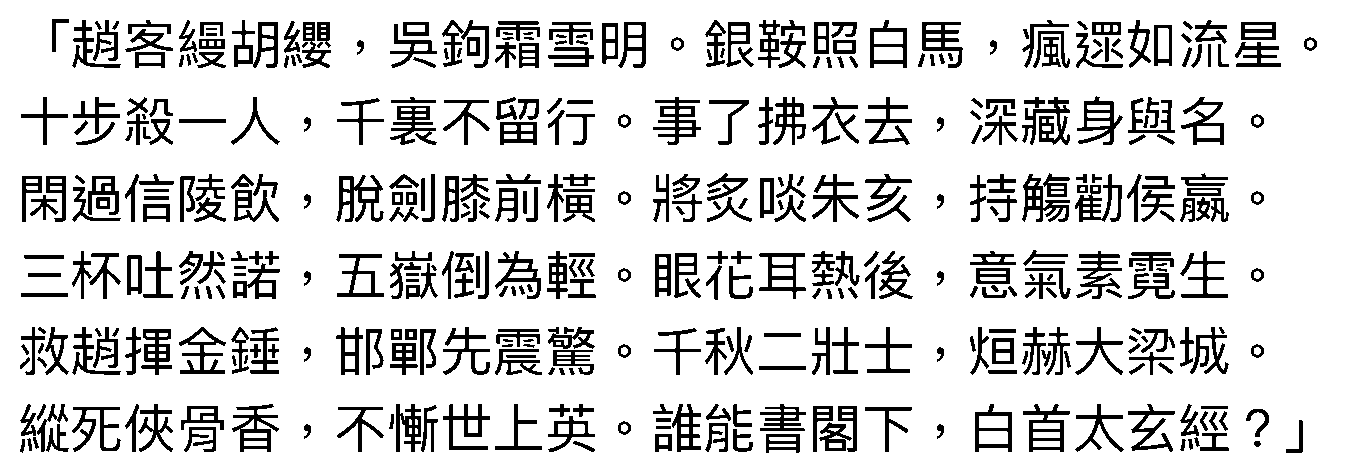 「趙客縵胡纓，吳鉤霜雪明。銀鞍照白馬，瘋遝如流星。
十步殺一人，千裏不留行。事了拂衣去，深藏身與名。
閑過信陵飲，脫劍膝前橫。將炙啖朱亥，持觴勸侯嬴。
三杯吐然諾，五嶽倒為輕。眼花耳熱後，意氣素霓生。
救趙揮金錘，邯鄲先震驚。千秋二壯士，烜赫大梁城。
縱死俠骨香，不慚世上英。誰能書閣下，白首太玄經？」